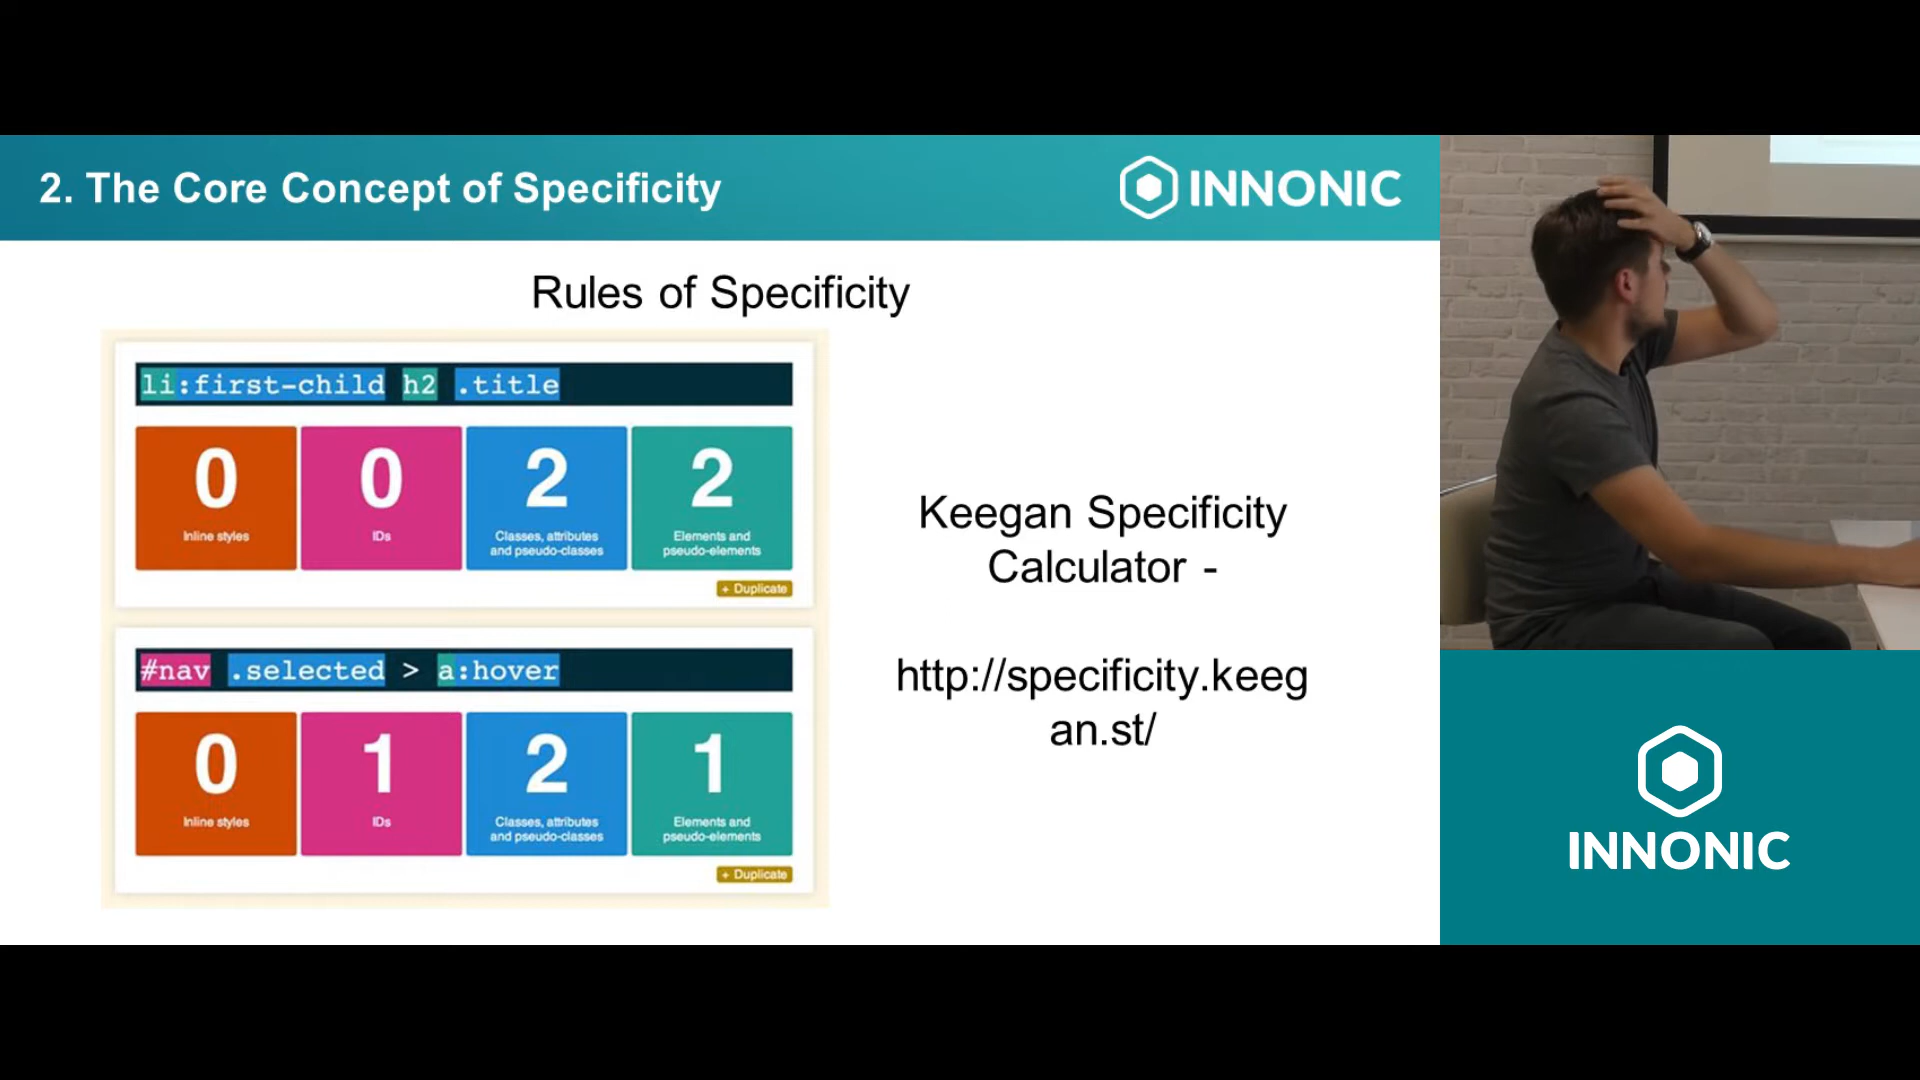 2. The Core Concept of Specificity
INNONIC
Rules of Specificity
li:first-child h2 .title
0
0
2
2
Inline styles
IDs
Classes, attributes
and pseudo-classes
Elements and
pseudo-elements
+ Duplicate
#nav .selected > a:hover
0
1
2
1
Inline styles
IDs
Classes, attributes
and pseudo-classes
Elements and
pseudo-elements
+ Duplicate
Keegan Specificity
Calculator -
http://specificity.keeg
an.st/
INNONIC